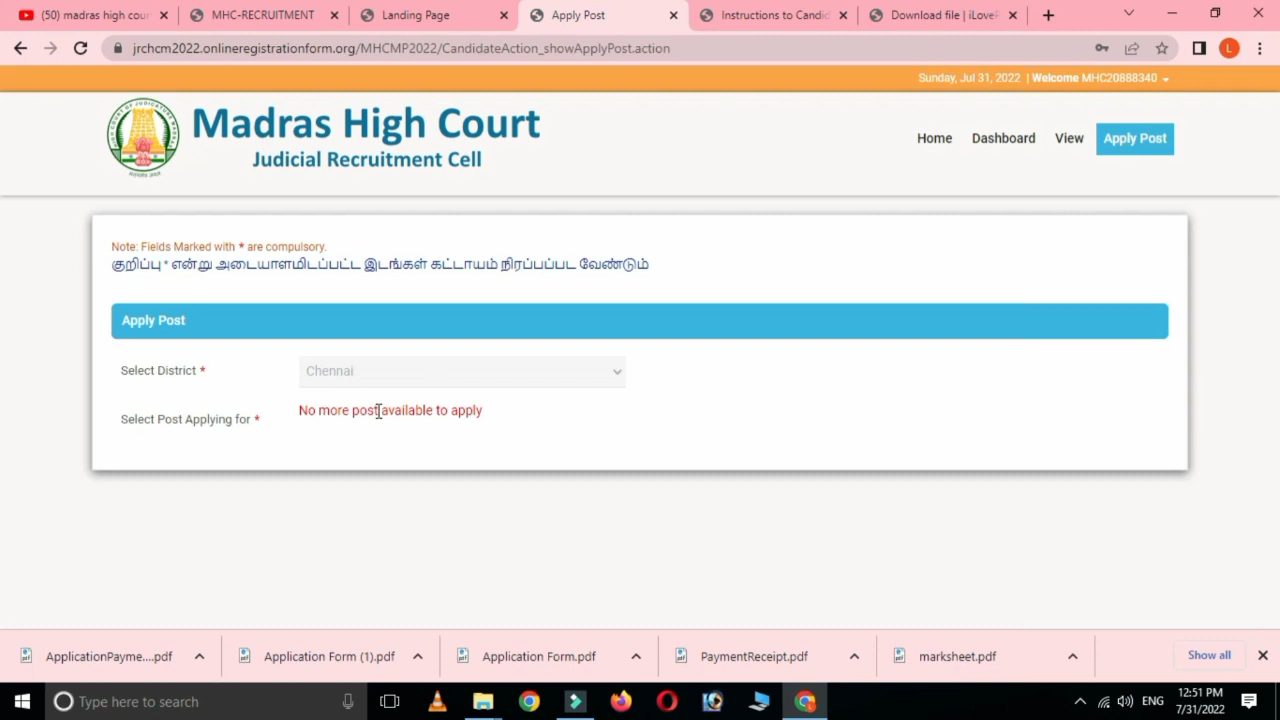 (50) madras high cour
MHC-RECRUITMENT
Landing Page
Apply Post
Instructions to Candid
Download file | iLoveP
jrchcm2022.onlineregistrationform.org/MHCMP2022/CandidateAction_showApplyPost.action
L
Sunday, Jul 31, 2022 | Welcome MHC20888340
Madras High Court
Judicial Recruitment Cell
Home
Dashboard
View
Apply Post
Note: Fields Marked with * are compulsory.
குறிப்பு * என்று அடையாளமிடப்பட்ட இடங்கள் கட்டாயம் நிரப்பப்பட வேண்டும்
Apply Post
Select District *
Chennai
Select Post Applying for *
No more post available to apply
ApplicationPayme....pdf
Application Form (1).pdf
Application Form.pdf
PaymentReceipt.pdf
marksheet.pdf
Show all
Type here to search
ENG
12:51 PM
7/31/2022